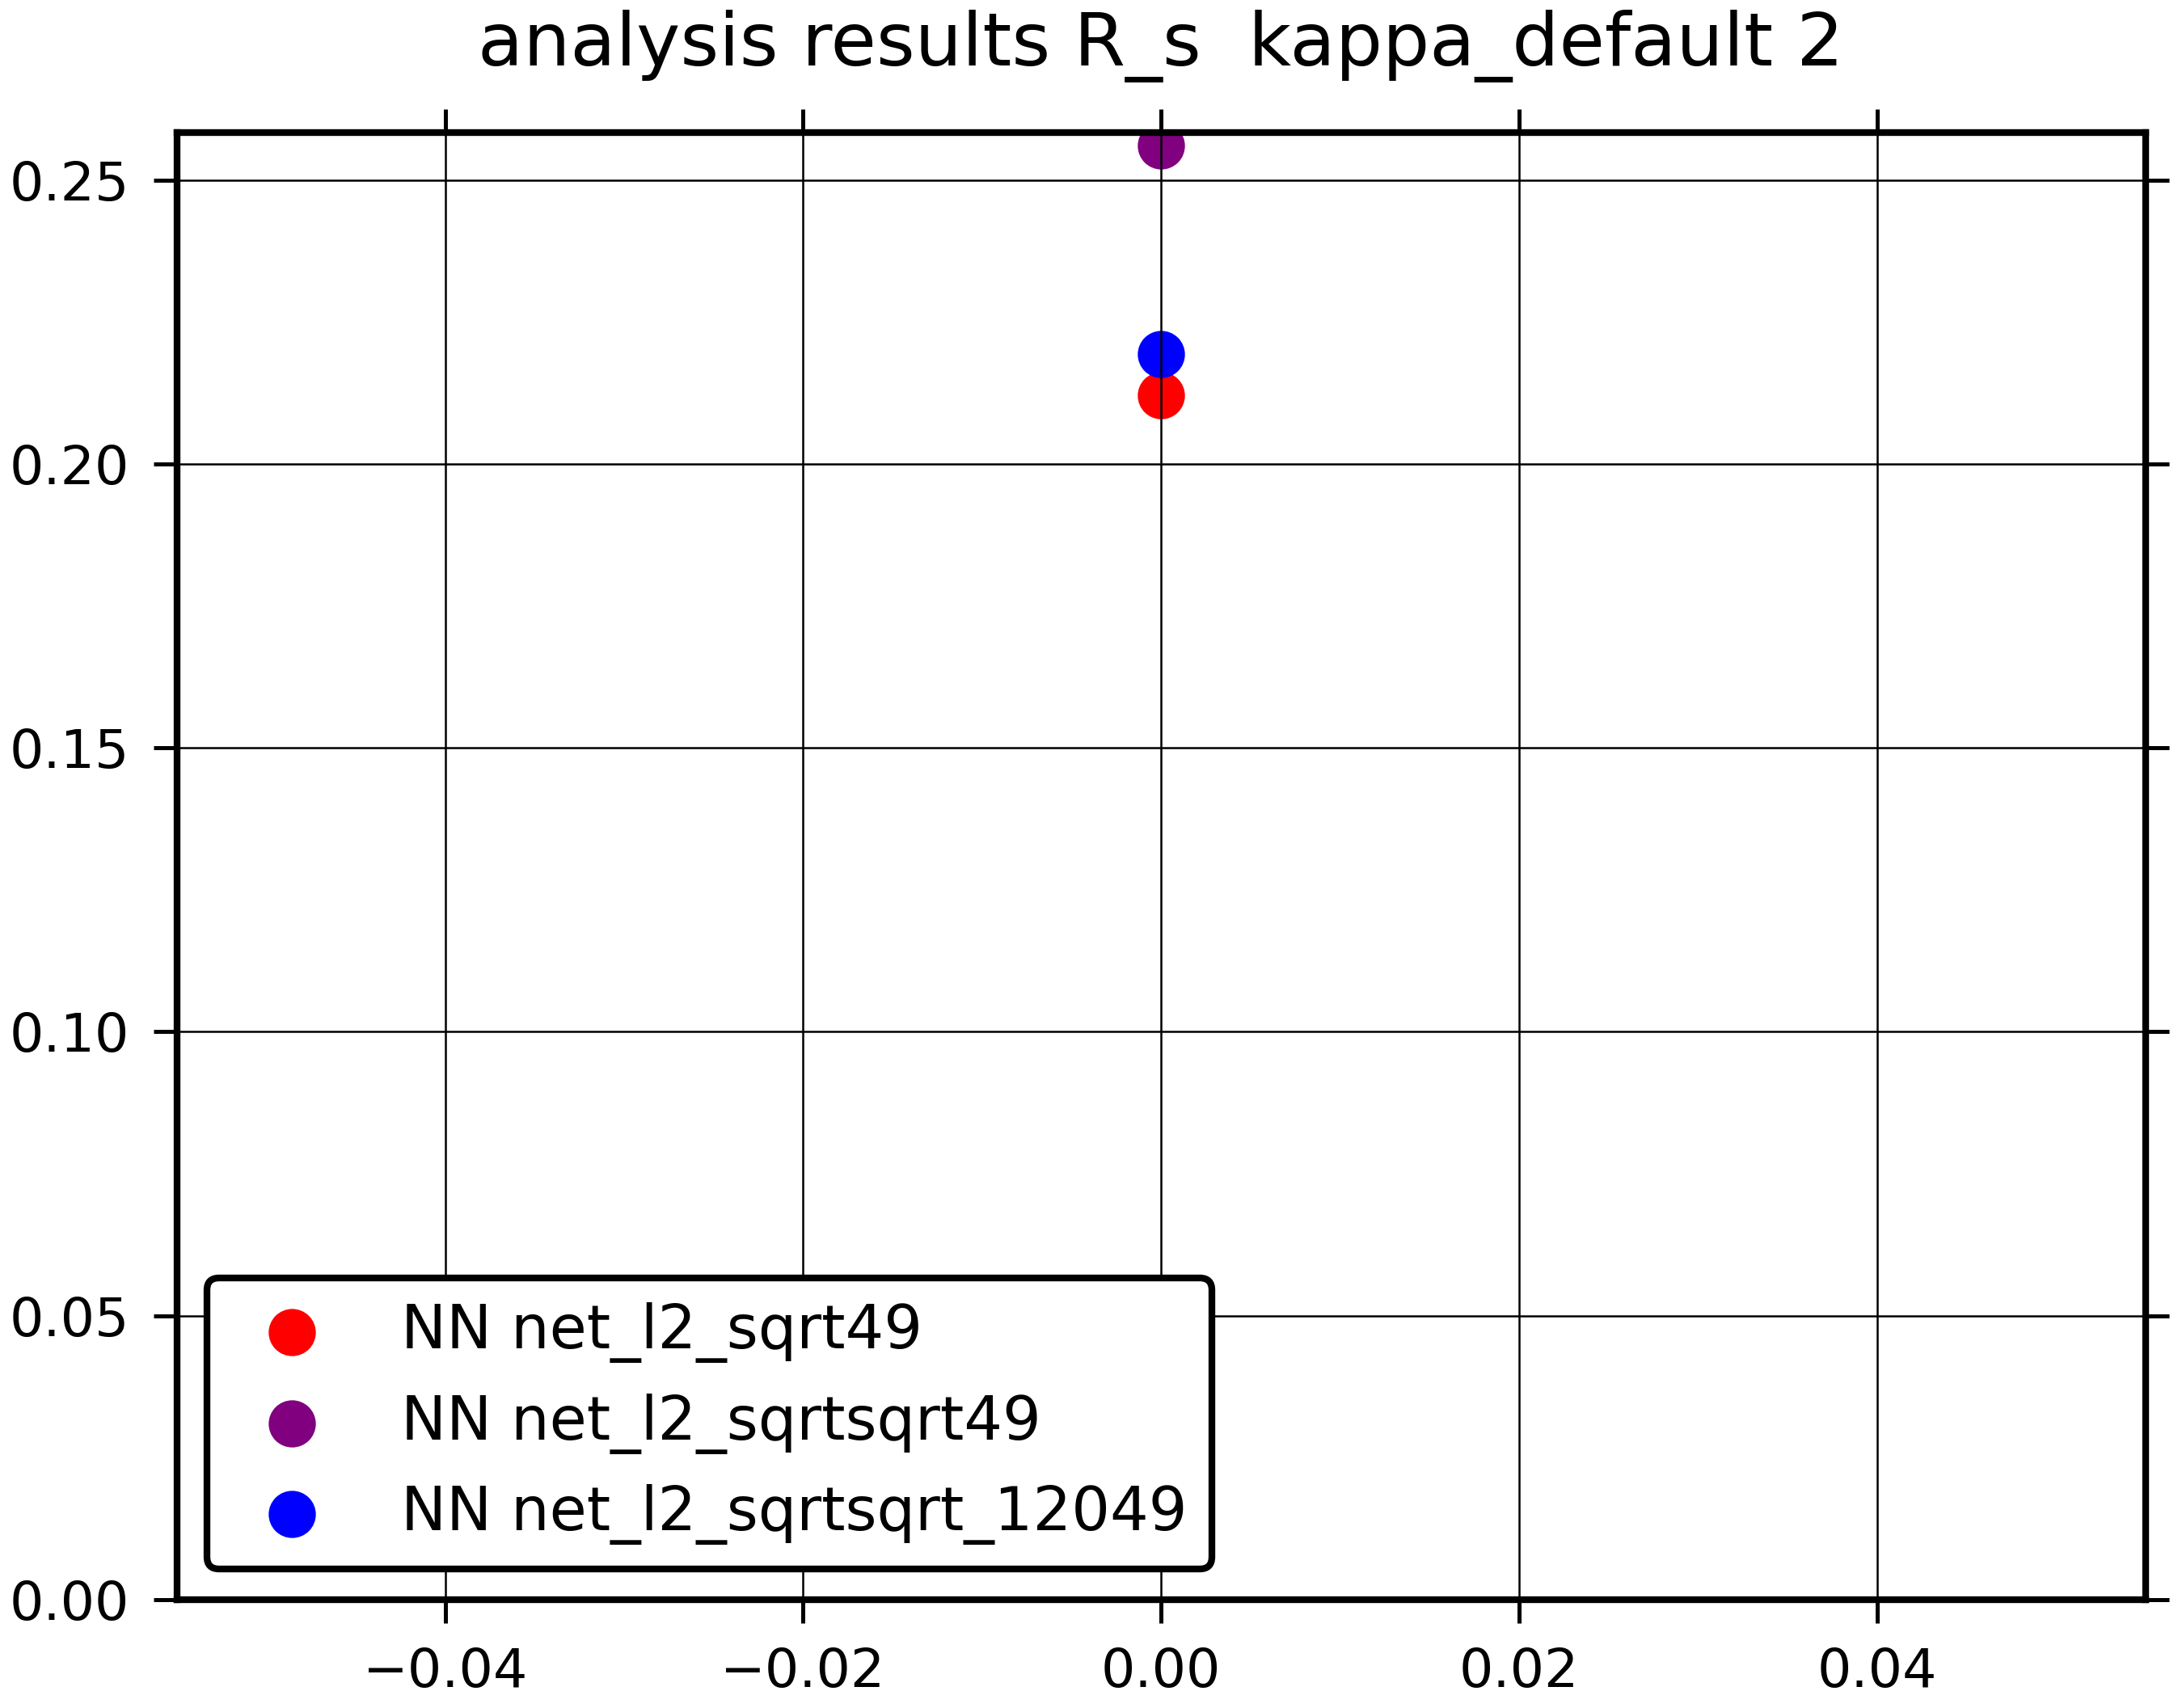 analysis results R_s  kappa_default 2
0.25
0.20
0.15
0.10
0.05
0.00
NN net_l2_sqrt49
NN net_l2_sqrtsqrt49
NN net_l2_sqrtsqrt_12049
−0.04
−0.02
0.00
0.02
0.04